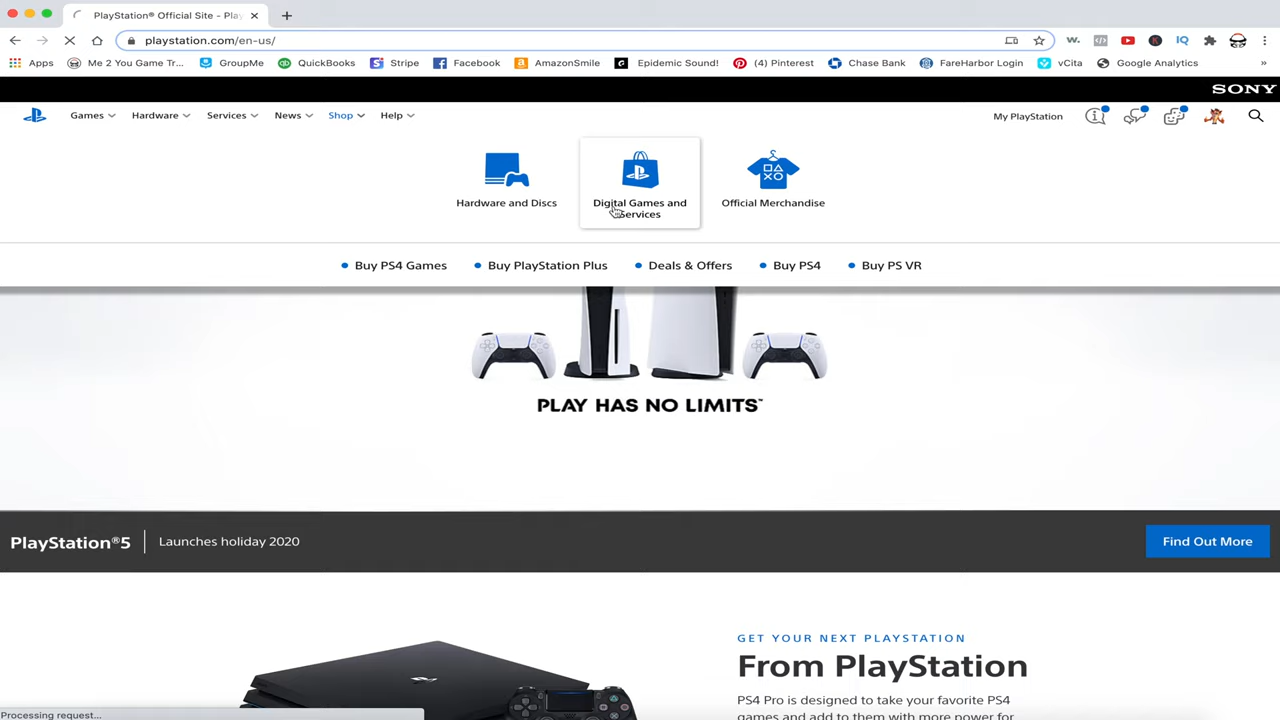 PlayStation® Official Site - Play
playstation.com/en-us/
Apps
Me 2 You Game Tr...
GroupMe
QuickBooks
Stripe
Facebook
AmazonSmile
Epidemic Sound!
(4) Pinterest
Chase Bank
FareHarbor Login
vCita
Google Analytics
»
SONY
Games
Hardware
Services
News
Shop
Help
My PlayStation
Hardware and Discs
Digital Games and
Services
Official Merchandise
• Buy PS4 Games
• Buy PlayStation Plus
• Deals & Offers
• Buy PS4
• Buy PS VR
PLAY HAS NO LIMITS™
PlayStation®5
Launches holiday 2020
Find Out More
GET YOUR NEXT PLAYSTATION
From PlayStation
PS4 Pro is designed to take your favorite PS4
games and add to them with more power for
Processing request...